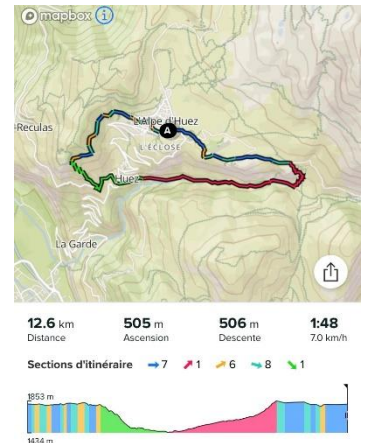 mapbox
i
Reculas
L'Alpe d'Huez
A
L'ÉCLOSE
Huez
La Garde
12.6 km 505 m 506 m 1:48
Distance Ascension Descente 7.0 km/h
Sections d'itinéraire →7 ↗1 ↗6 ↘8 ↘1
1853 m
1434 m